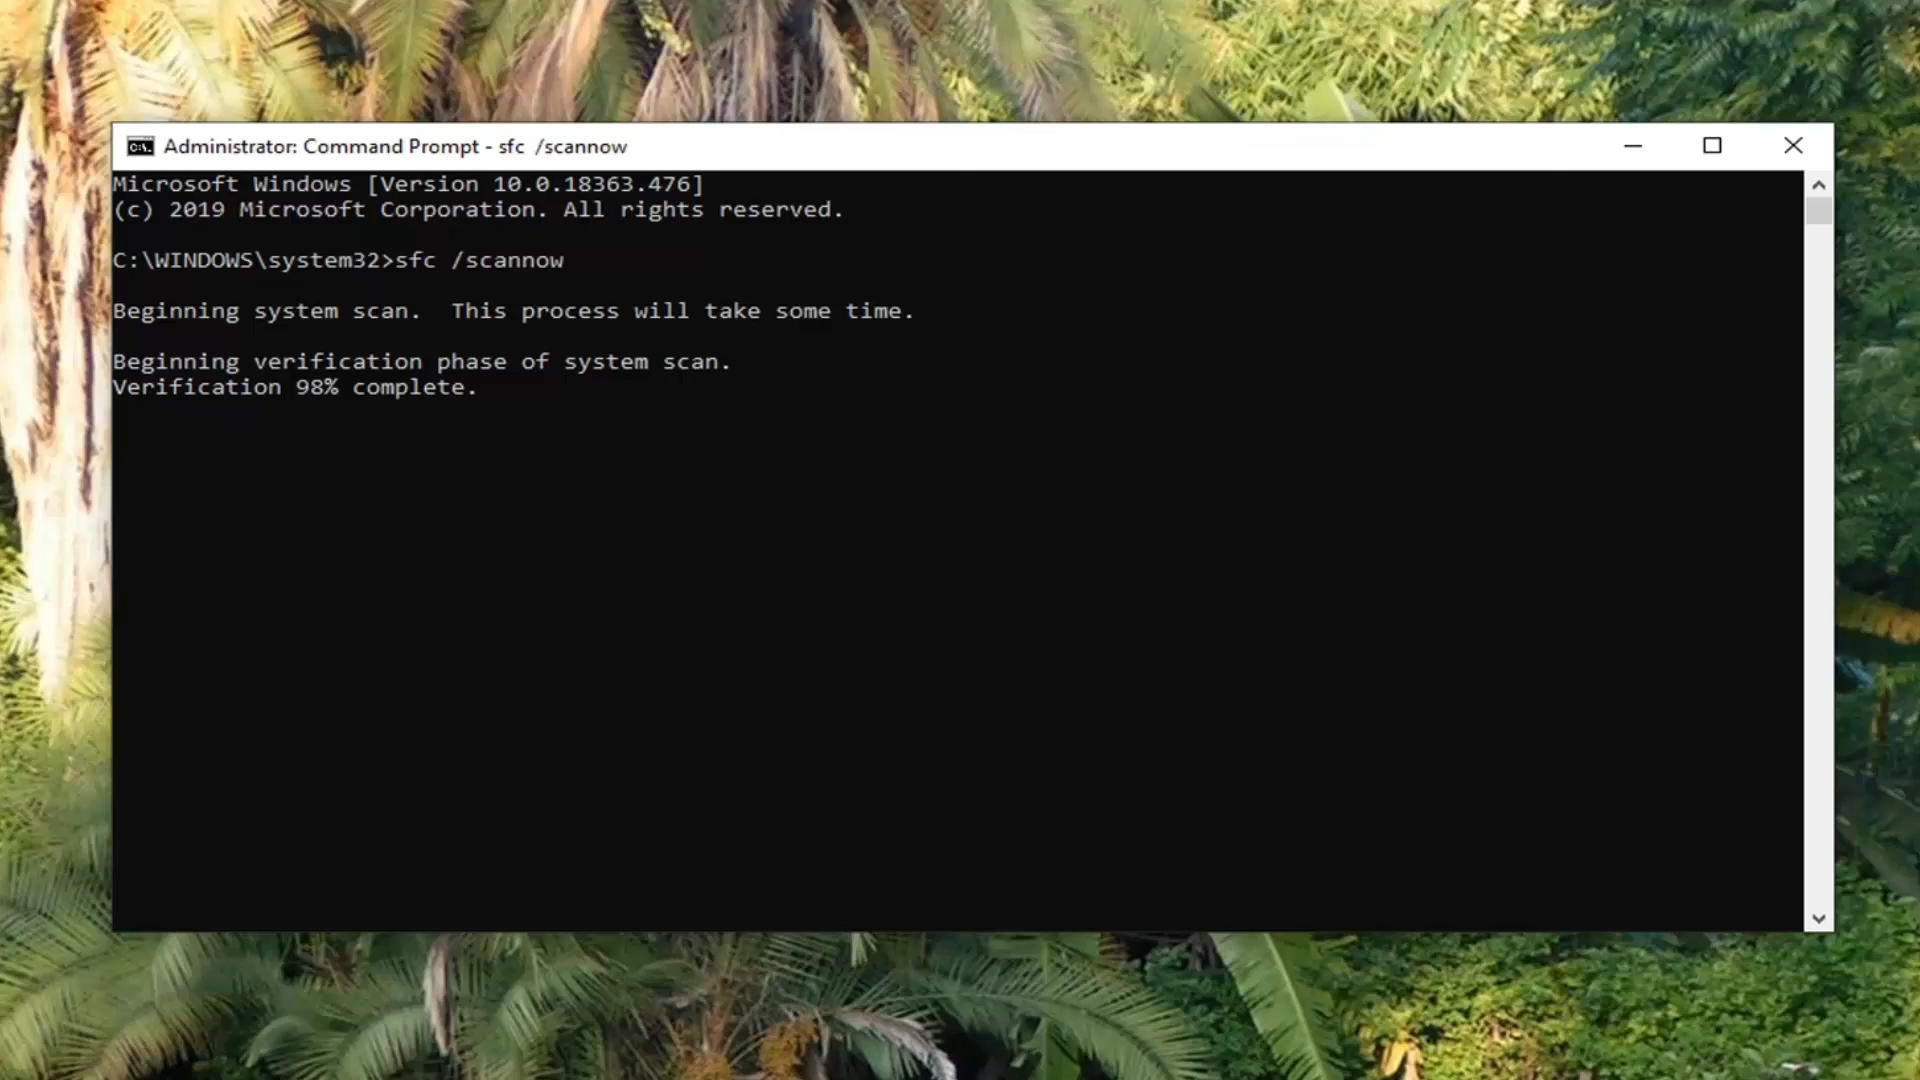 Administrator: Command Prompt - sfc  /scannow
Microsoft Windows [Version 10.0.18363.476]
(c) 2019 Microsoft Corporation. All rights reserved.
C:\WINDOWS\system32>sfc /scannow
Beginning system scan.  This process will take some time.
Beginning verification phase of system scan.
Verification 98% complete.